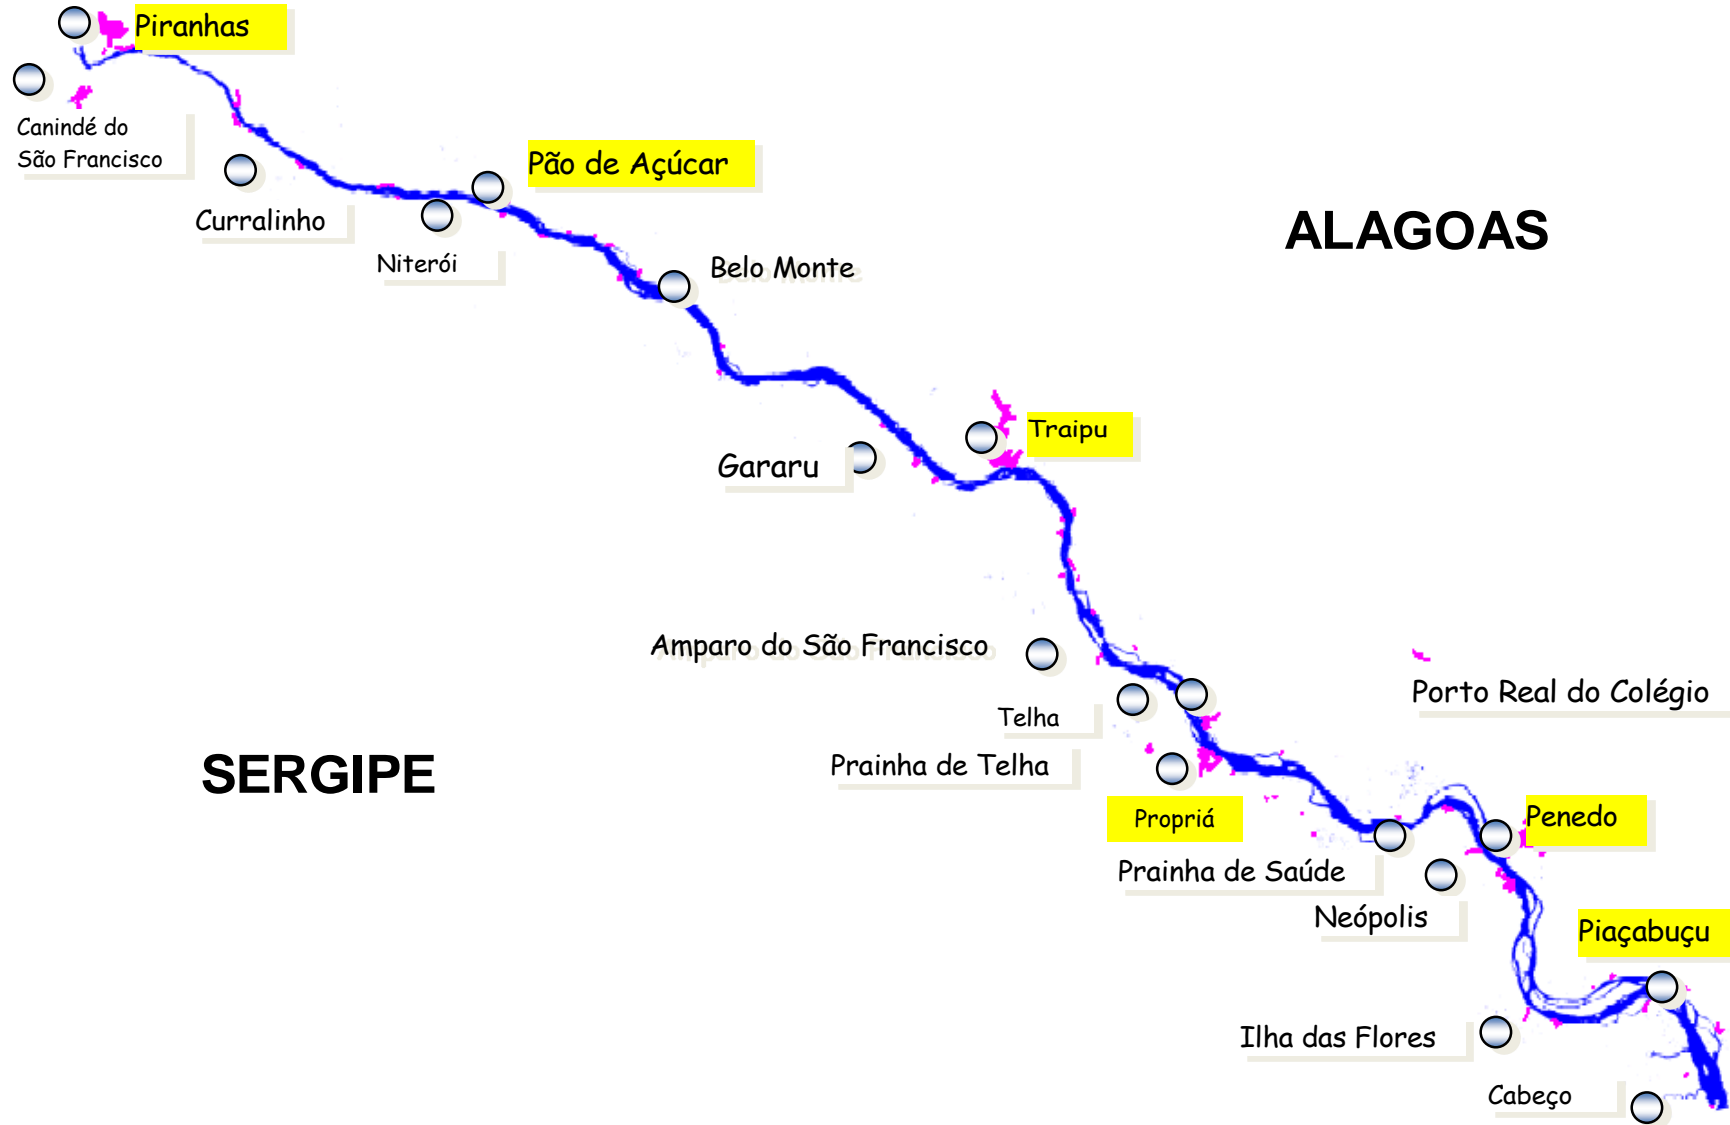 Piranhas
Canindé do
São Francisco
Pão de Açúcar
Curralinho
ALAGOAS
Niterói
Belo Monte
Traipu
Gararu
Amparo do São Francisco
Porto Real do Colégio
Telha
Prainha de Telha
SERGIPE
Propriá
Penedo
Prainha de Saúde
Neópolis
Piaçabuçu
Ilha das Flores
Cabeço